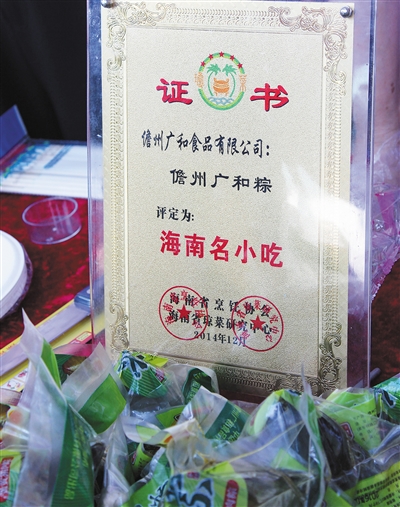 证书
儋州广和食品有限公司：
儋州广和粽
评定为：
海南名小吃
海南省烹饪协会
海南省琼菜研究中心
2014年12月